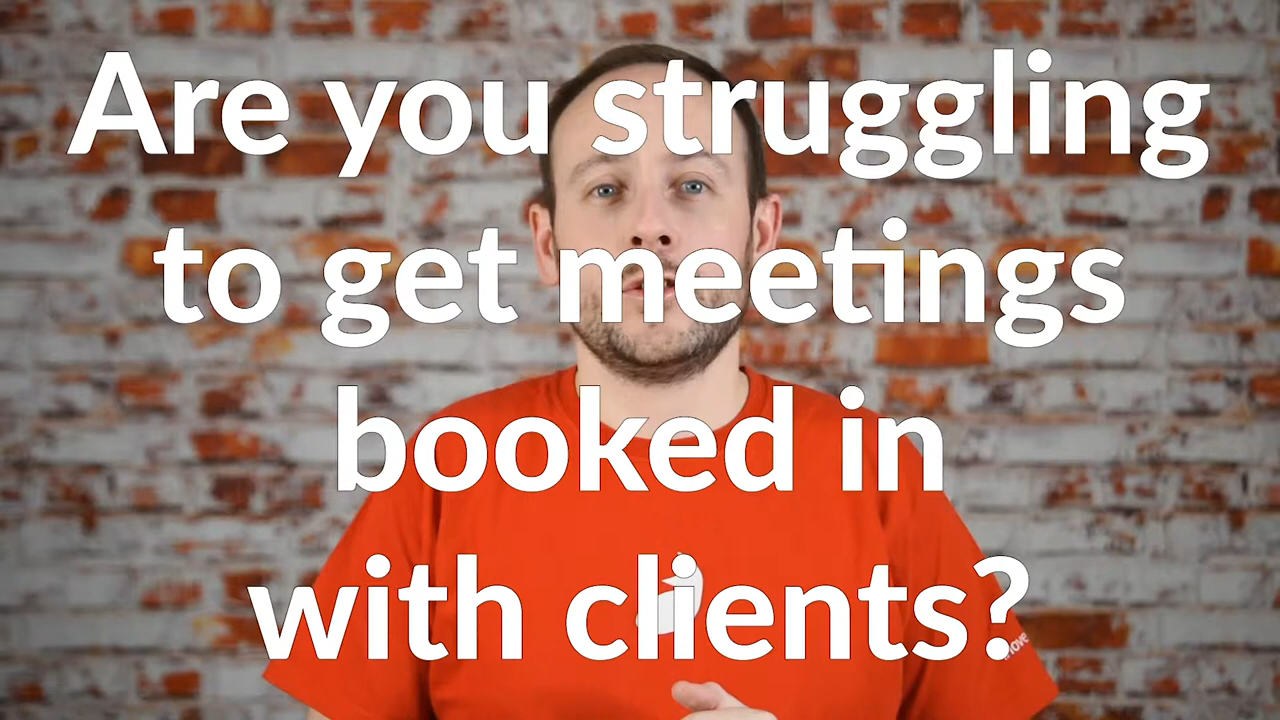 Are you struggling
to get meetings
booked in
with clients?